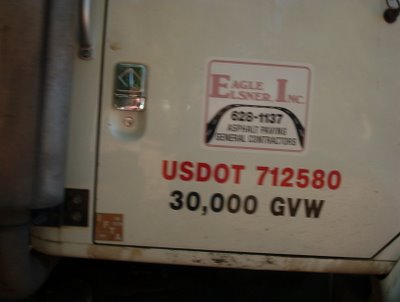 EAGLE
ELSNER, INC.
628-1137
ASPHALT PAVING
GENERAL CONTRACTORS
USDOT 712580
30,000 GVW